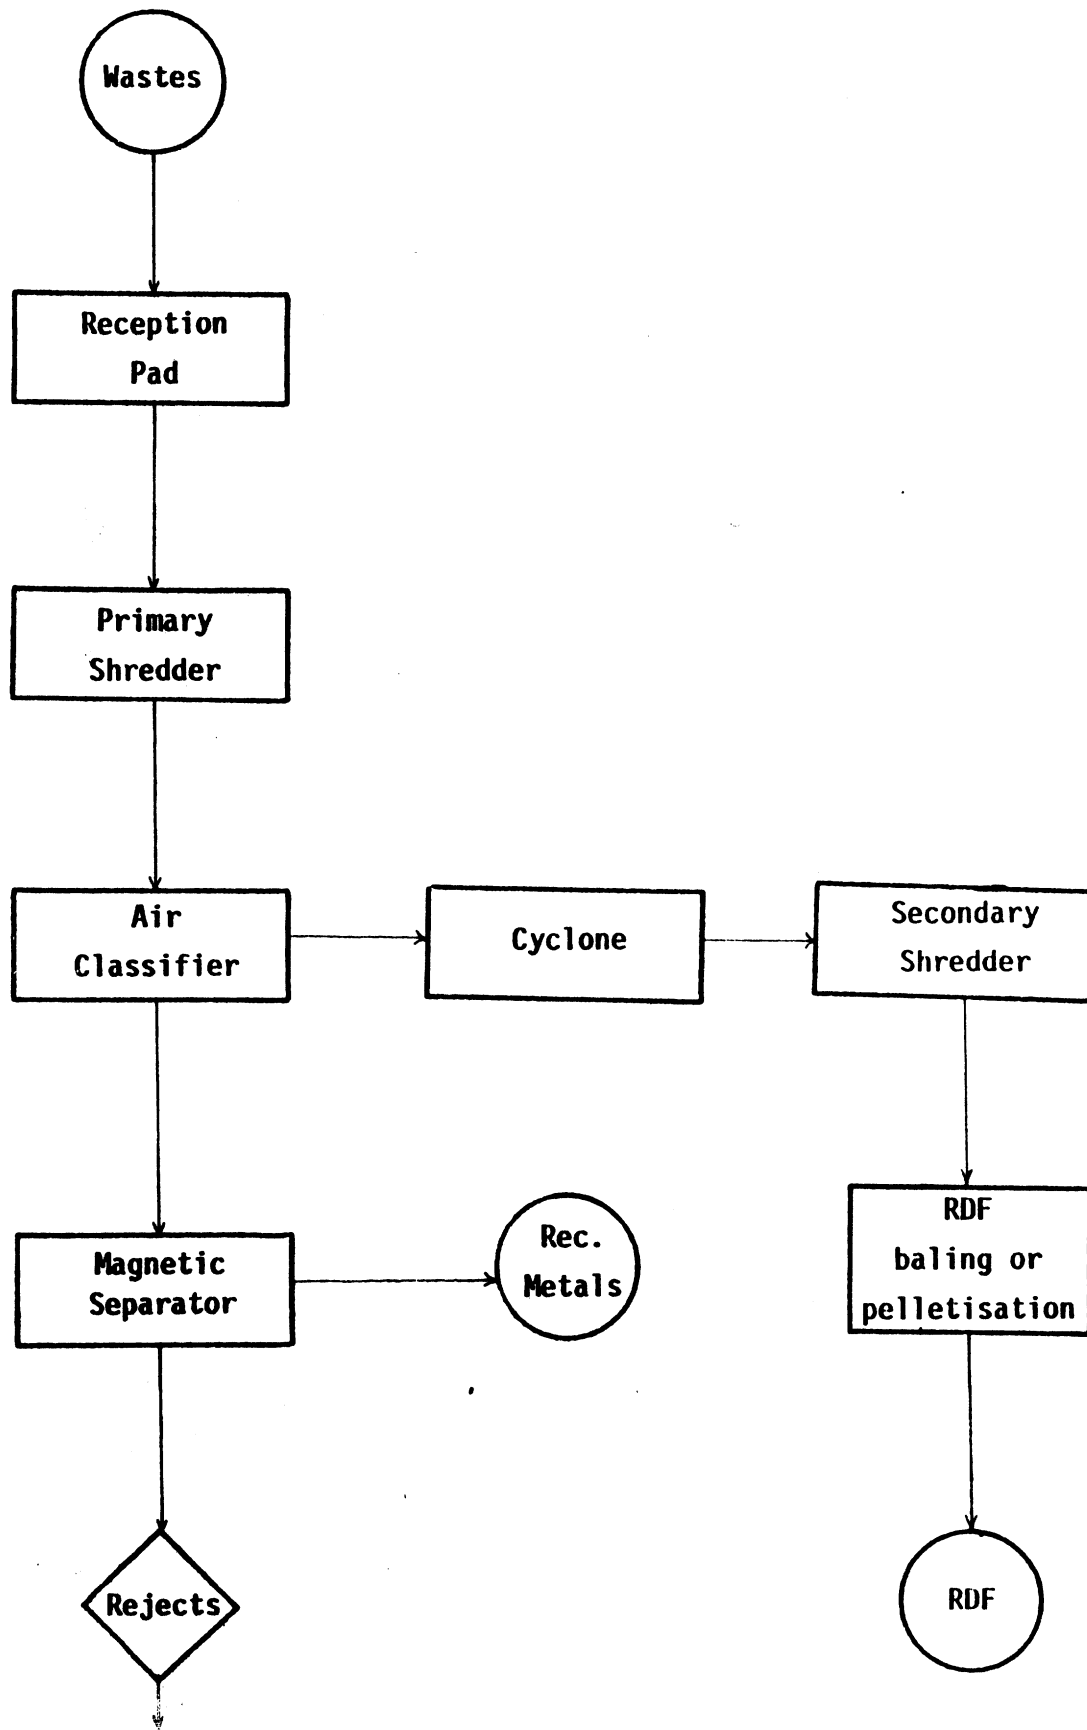 Wastes
Reception
Pad
Primary
Shredder
Air
Classifier
Cyclone
Secondary
Shredder
Magnetic
Separator
Rec.
Metals
RDF
baling or
pelletisation
Rejects
RDF